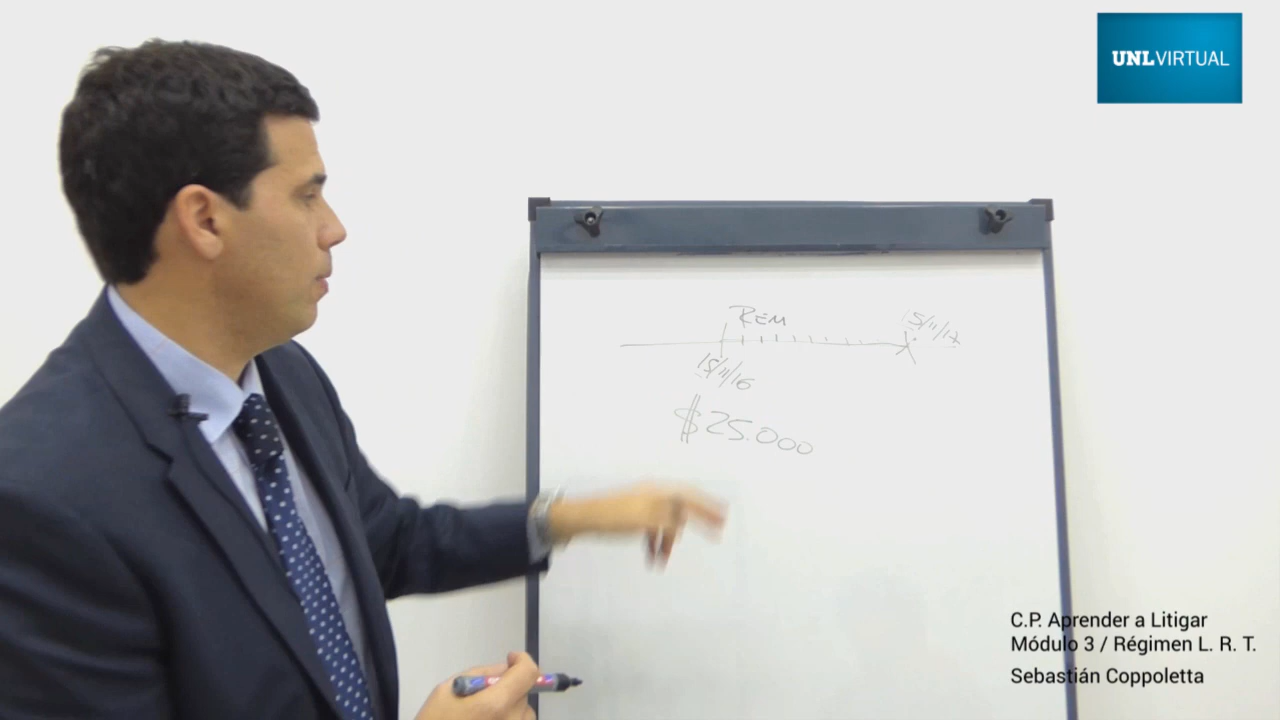 UNLVIRTUAL
REM
15/11/17
15/11/16
$25.000
C.P. Aprender a Litigar
Módulo 3 / Régimen L. R. T.
Sebastián Coppoletta